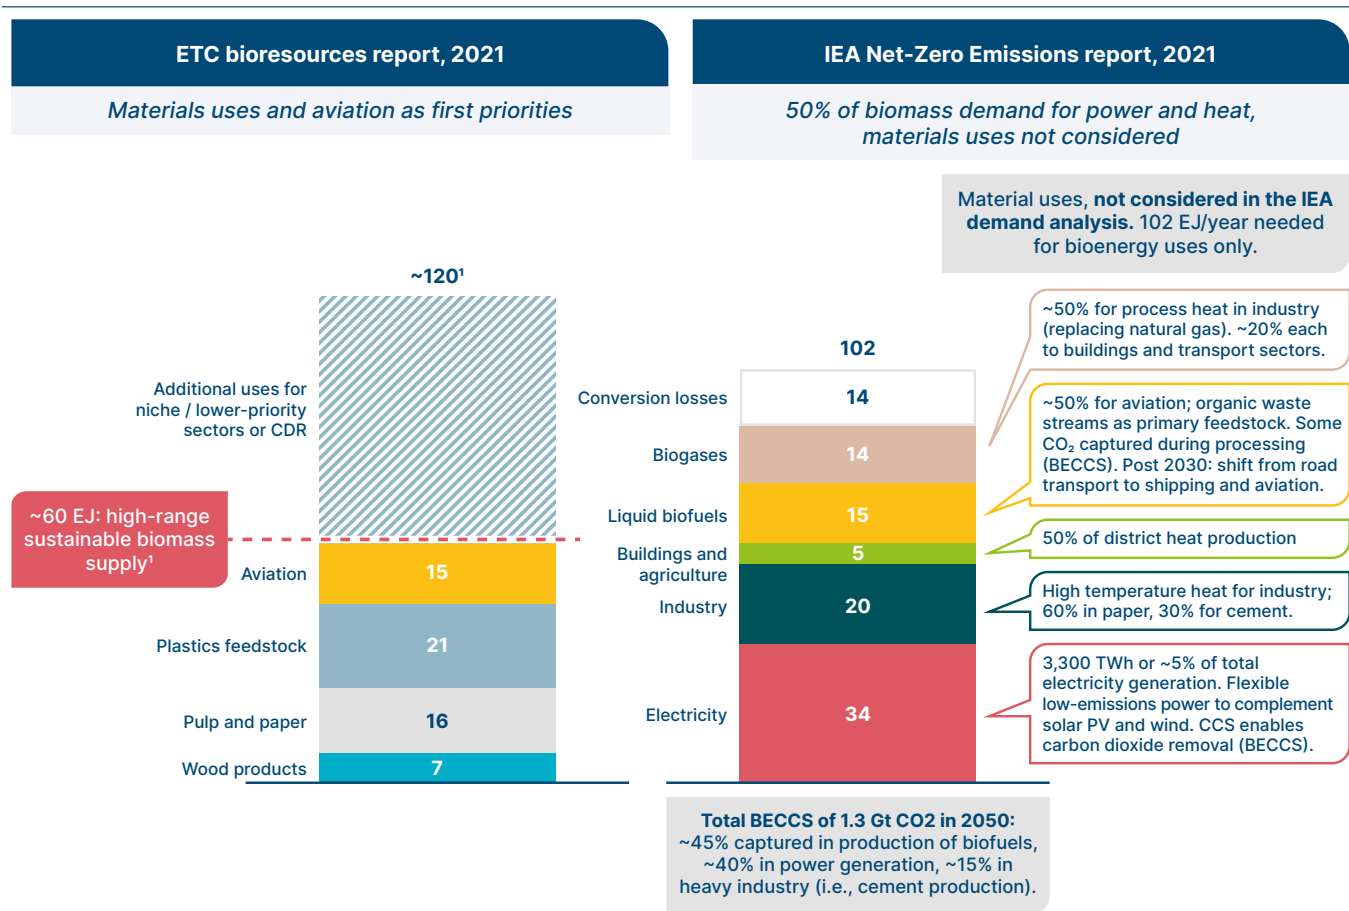 ETC bioresources report, 2021
Materials uses and aviation as first priorities
~120¹
Additional uses for
niche / lower-priority
sectors or CDR
~60 EJ: high-range
sustainable biomass
supply¹
Aviation
15
Plastics feedstock
21
Pulp and paper
16
Wood products
7
IEA Net-Zero Emissions report, 2021
50% of biomass demand for power and heat,
materials uses not considered
Material uses, not considered in the IEA
demand analysis. 102 EJ/year needed
for bioenergy uses only.
102
Conversion losses
14
Biogases
14
Liquid biofuels
15
Buildings and
agriculture
5
Industry
20
Electricity
34
~50% for process heat in industry
(replacing natural gas). ~20% each
to buildings and transport sectors.
~50% for aviation; organic waste
streams as primary feedstock. Some
CO₂ captured during processing
(BECCS). Post 2030: shift from road
transport to shipping and aviation.
50% of district heat production
High temperature heat for industry;
60% in paper, 30% for cement.
3,300 TWh or ~5% of total
electricity generation. Flexible
low-emissions power to complement
solar PV and wind. CCS enables
carbon dioxide removal (BECCS).
Total BECCS of 1.3 Gt CO2 in 2050:
~45% captured in production of biofuels,
~40% in power generation, ~15% in
heavy industry (i.e., cement production).